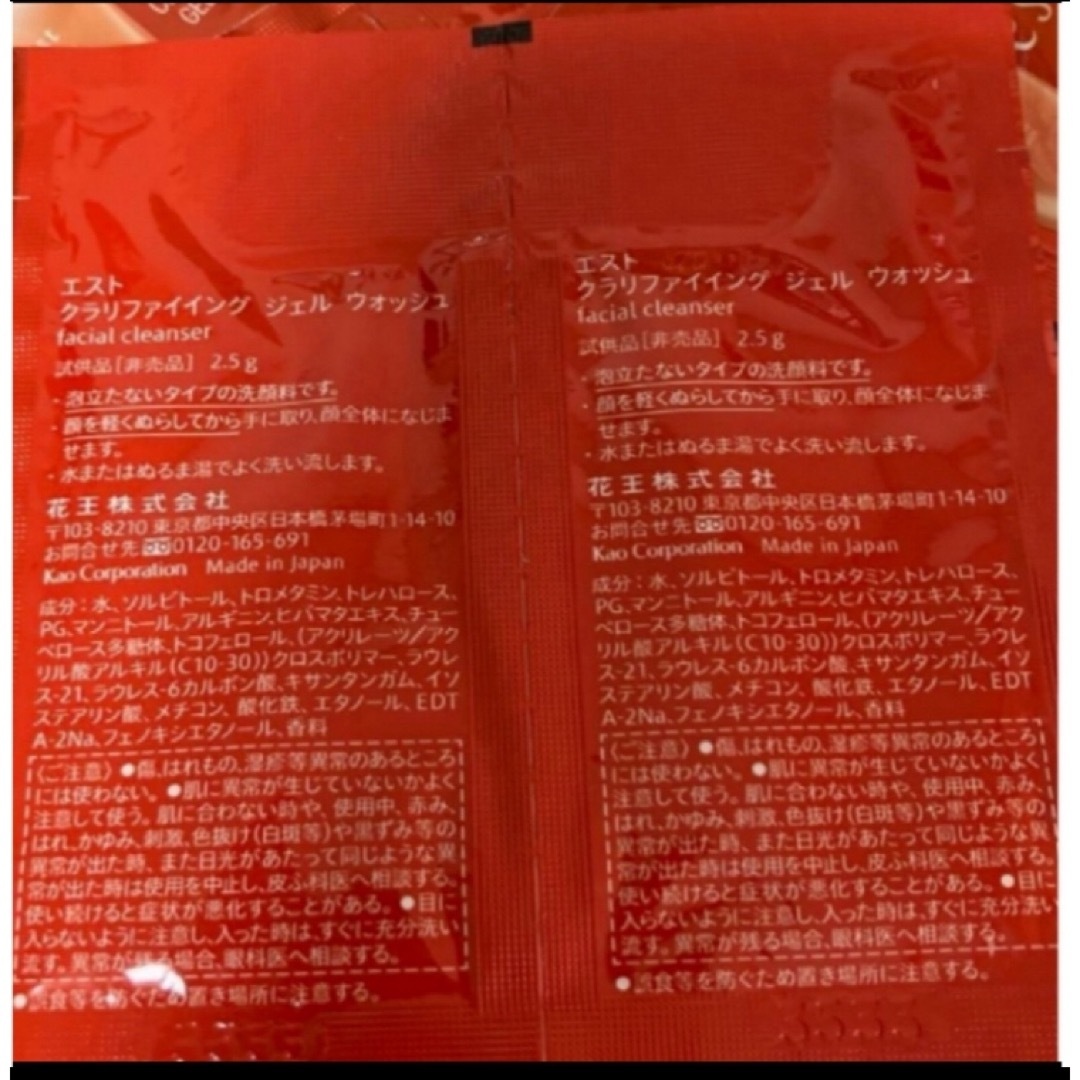 エスト
クラリファイイング ジェル ウォッシュ
facial cleanser
試供品[非売品] 2.5g
・泡立たないタイプの洗顔料です。
・顔を軽くぬらしてから手に取り、顔全体になじま
せます。
・水またはぬるま湯でよく洗い流します。
花王株式会社
〒103-8210 東京都中央区日本橋茅場町1-14-10
お問合せ先 0120-165-691
Kao Corporation Made in Japan
成分:水、ソルビトール、トロメタミン、トレハロース、
PG、マンニトール、アルギニン、ヒバマタエキス、チュー
ベロース多糖体、トコフェロール、(アクリレーツ/アク
リル酸アルキル(C10-30))クロスポリマー、ラウレ
ス-21、ラウレス-6カルボン酸、キサンタンガム、イソ
ステアリン酸、メチコン、酸化鉄、エタノール、EDT
A-2Na、フェノキシエタノール、香料
〈ご注意〉●傷、はれもの、湿疹等異常のあるところ
には使わない。●肌に異常が生じていないかよく
注意して使う。肌に合わない時や、使用中、赤み、
はれ、かゆみ、刺激、色抜け(白斑等)や黒ずみ等の
異常が出た時、また日光があたって同じような異
常が出た時は使用を中止し、皮ふ科医へ相談する。
使い続けると症状が悪化することがある。●目に
入らないように注意し、入った時は、すぐに充分洗い
流す。異常が残る場合、眼科医へ相談する。
●誤食等を防ぐため置き場所に注意する。
エスト
クラリファイイング ジェル ウォッシュ
facial cleanser
試供品[非売品] 2.5g
・泡立たないタイプの洗顔料です。
・顔を軽くぬらしてから手に取り、顔全体になじま
せます。
・水またはぬるま湯でよく洗い流します。
花王株式会社
〒103-8210 東京都中央区日本橋茅場町1-14-10
お問合せ先 0120-165-691
Kao Corporation Made in Japan
成分:水、ソルビトール、トロメタミン、トレハロース、
PG、マンニトール、アルギニン、ヒバマタエキス、チュー
ベロース多糖体、トコフェロール、(アクリレーツ/アク
リル酸アルキル(C10-30))クロスポリマー、ラウレ
ス-21、ラウレス-6カルボン酸、キサンタンガム、イソ
ステアリン酸、メチコン、酸化鉄、エタノール、EDT
A-2Na、フェノキシエタノール、香料
〈ご注意〉●傷、はれもの、湿疹等異常のあるところ
には使わない。●肌に異常が生じていないかよく
注意して使う。肌に合わない時や、使用中、赤み、
はれ、かゆみ、刺激、色抜け(白斑等)や黒ずみ等の
異常が出た時、また日光があたって同じような異
常が出た時は使用を中止し、皮ふ科医へ相談する。
使い続けると症状が悪化することがある。●目に
入らないように注意し、入った時は、すぐに充分洗い
流す。異常が残る場合、眼科医へ相談する。
●誤食等を防ぐため置き場所に注意する。